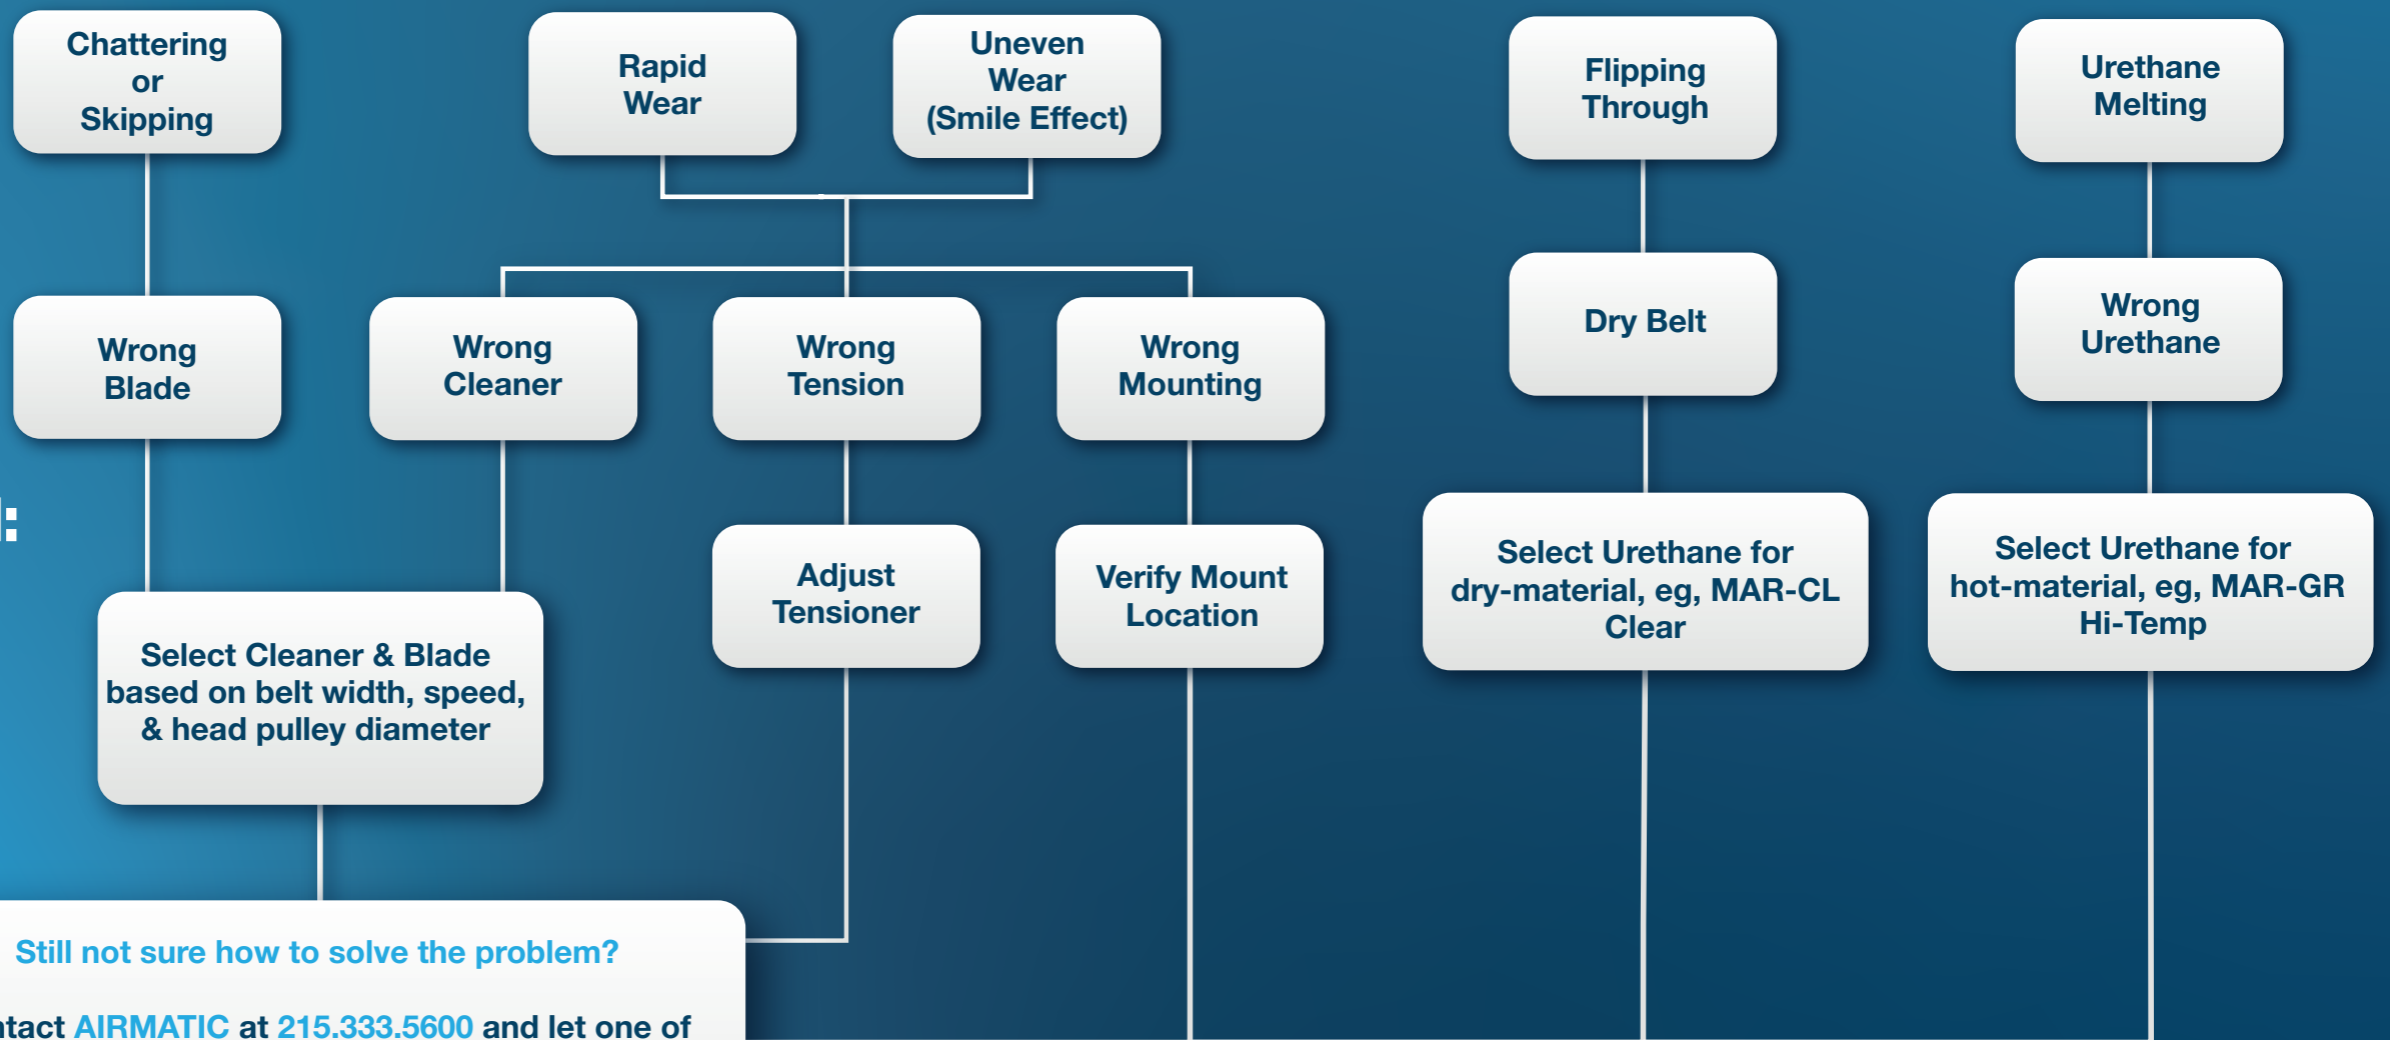 Chattering
or
Skipping
Rapid
Wear
Uneven
Wear
(Smile Effect)
Flipping
Through
Urethane
Melting
Wrong
Blade
Wrong
Cleaner
Wrong
Tension
Wrong
Mounting
Dry Belt
Wrong
Urethane
Select Cleaner & Blade
based on belt width, speed,
& head pulley diameter
Adjust
Tensioner
Verify Mount
Location
Select Urethane for
dry-material, eg, MAR-CL
Clear
Select Urethane for
hot-material, eg, MAR-GR
Hi-Temp
Still not sure how to solve the problem?
AIRMATIC at 215.333.5600 and let one of